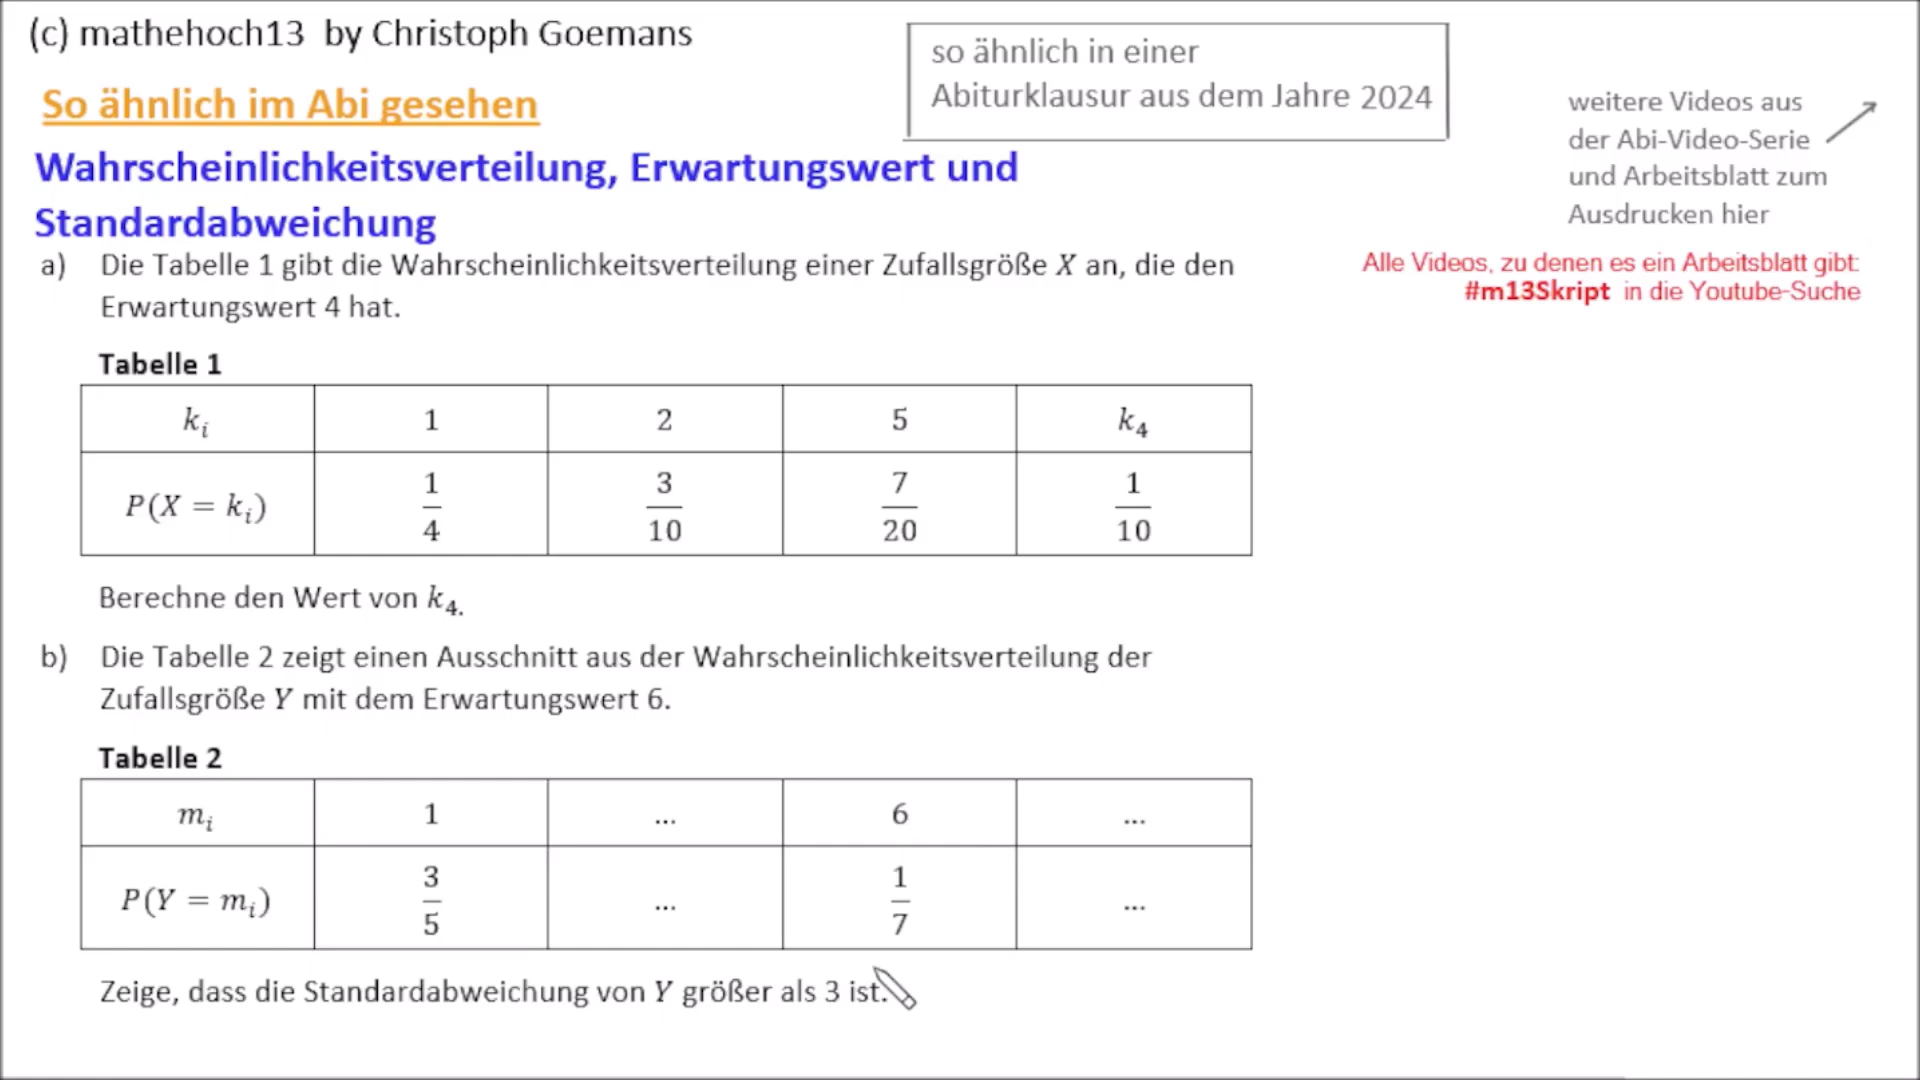 (c) mathehoch13 by Christoph Goemans
so ähnlich in einer
Abiturklausur aus dem Jahre 2024
So ähnlich im Abi gesehen
weitere Videos aus
der Abi-Video-Serie
und Arbeitsblatt zum
Ausdrucken hier
Wahrscheinlichkeitsverteilung, Erwartungswert und
Standardabweichung
Alle Videos, zu denen es ein Arbeitsblatt gibt:
#m13Skript in die Youtube-Suche
a) Die Tabelle 1 gibt die Wahrscheinlichkeitsverteilung einer Zufallsgröße X an, die den
Erwartungswert 4 hat.
Tabelle 1
k_i 1 2 5 k_4
P(X = k_i) 1/4 3/10 7/20 1/10
Berechne den Wert von k_4.
b) Die Tabelle 2 zeigt einen Ausschnitt aus der Wahrscheinlichkeitsverteilung der
Zufallsgröße Y mit dem Erwartungswert 6.
Tabelle 2
m_i 1 ... 6 ...
P(Y = m_i) 3/5 ... 1/7 ...
Zeige, dass die Standardabweichung von Y größer als 3 ist.